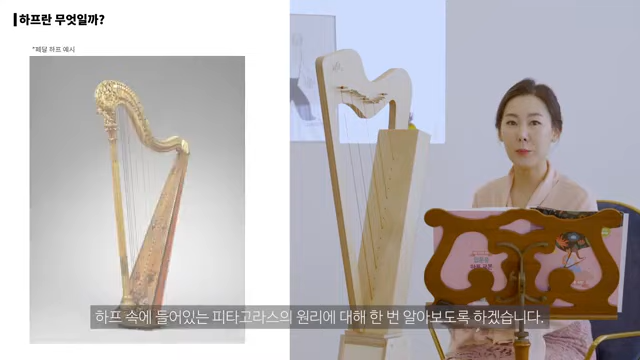 하프란 무엇일까?
*페달 하프 예시
하프 속에 들어있는 피타고라스의 원리에 대해 한 번 알아보도록 하겠습니다.